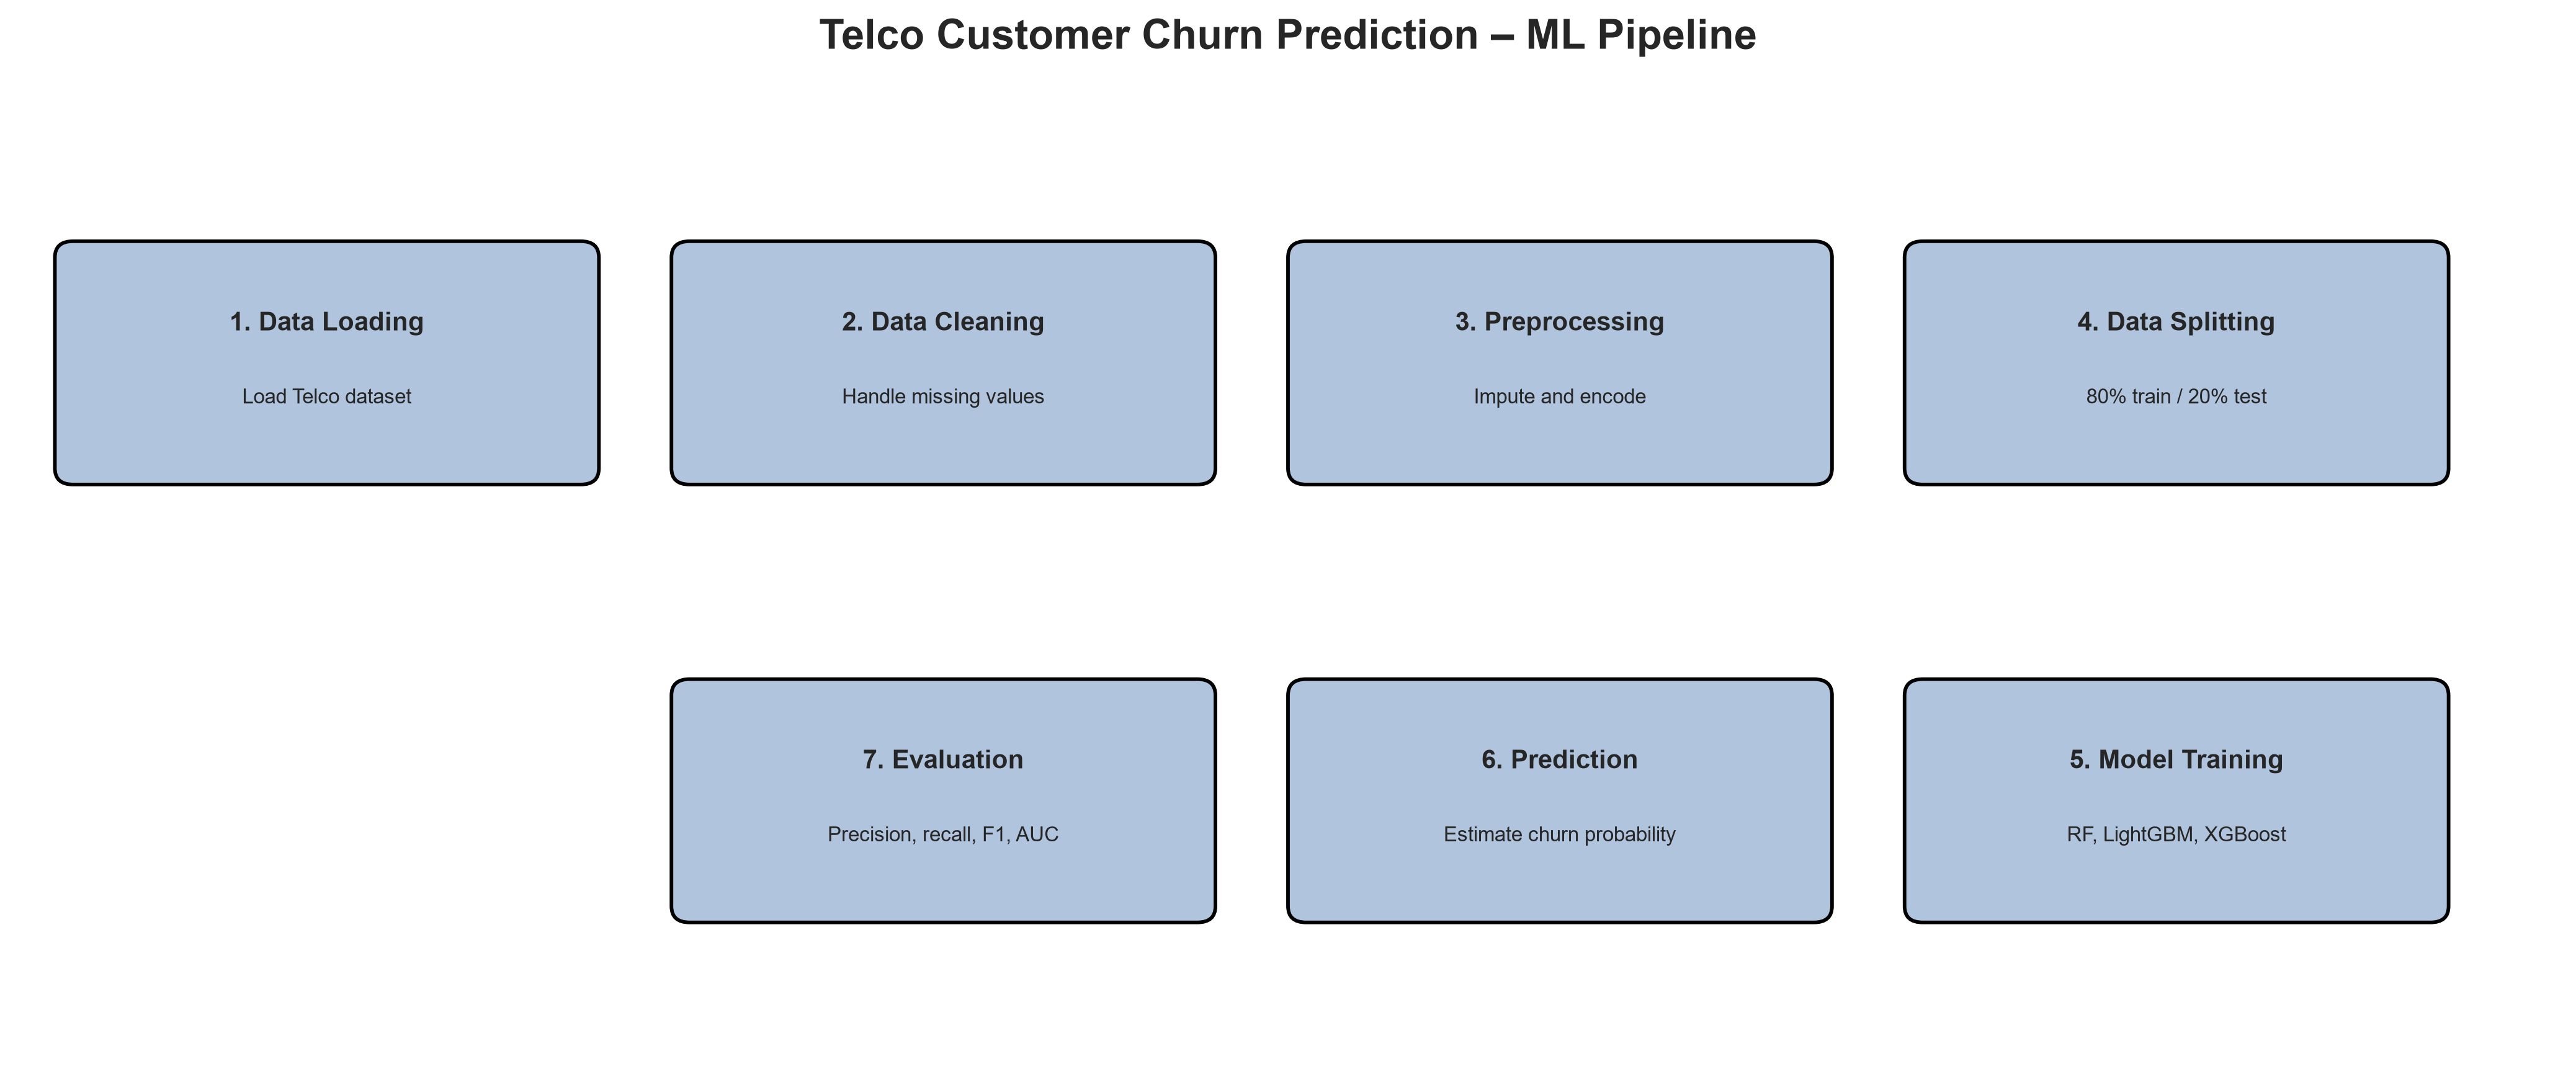 Telco Customer Churn Prediction – ML Pipeline
1. Data Loading
Load Telco dataset
2. Data Cleaning
Handle missing values
3. Preprocessing
Impute and encode
4. Data Splitting
80% train / 20% test
7. Evaluation
Precision, recall, F1, AUC
6. Prediction
Estimate churn probability
5. Model Training
RF, LightGBM, XGBoost